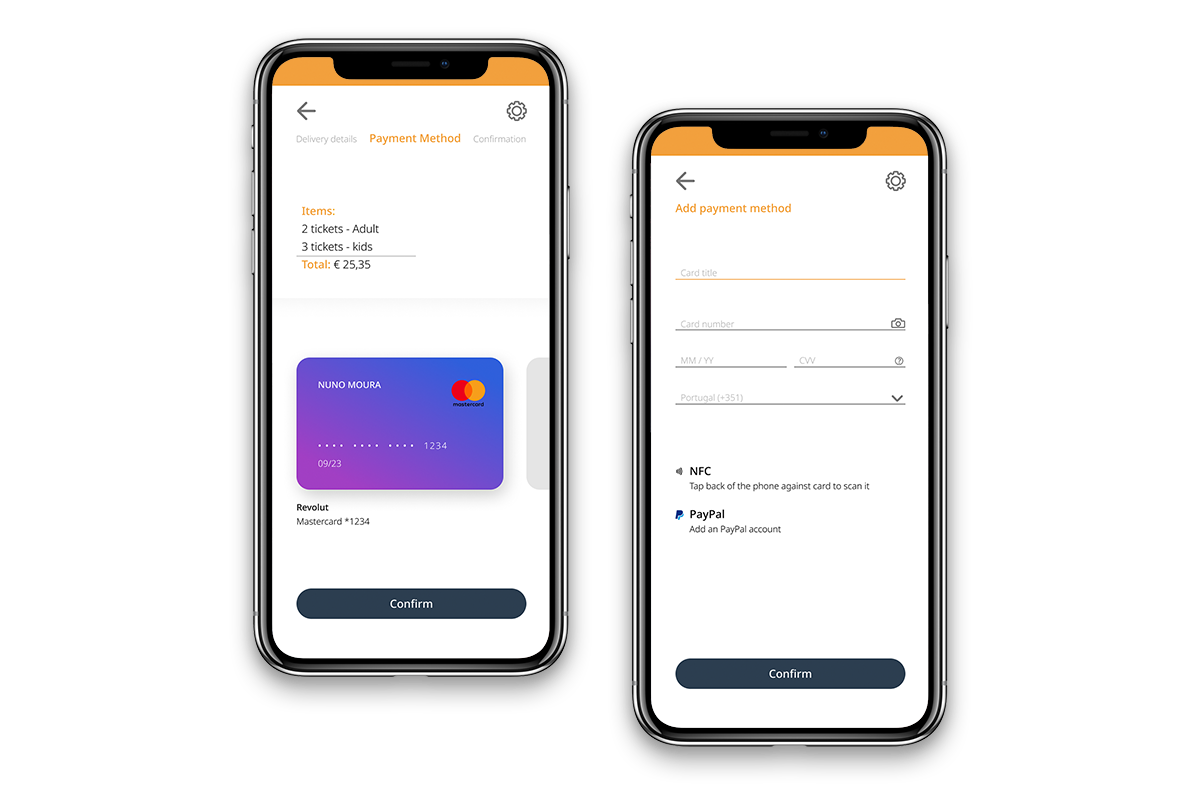 Delivery details Payment Method Confirmation
Items:
2 tickets - Adult
3 tickets - kids
Total: € 25,35
NUNO MOURA
mastercard
•••• •••• •••• 1234
09/23
Revolut
Mastercard *1234
Confirm
Add payment method
Card title
Card number
MM / YY CVV
Portugal (+351)
NFC
Tap back of the phone against card to scan it
PayPal
Add an PayPal account
Confirm